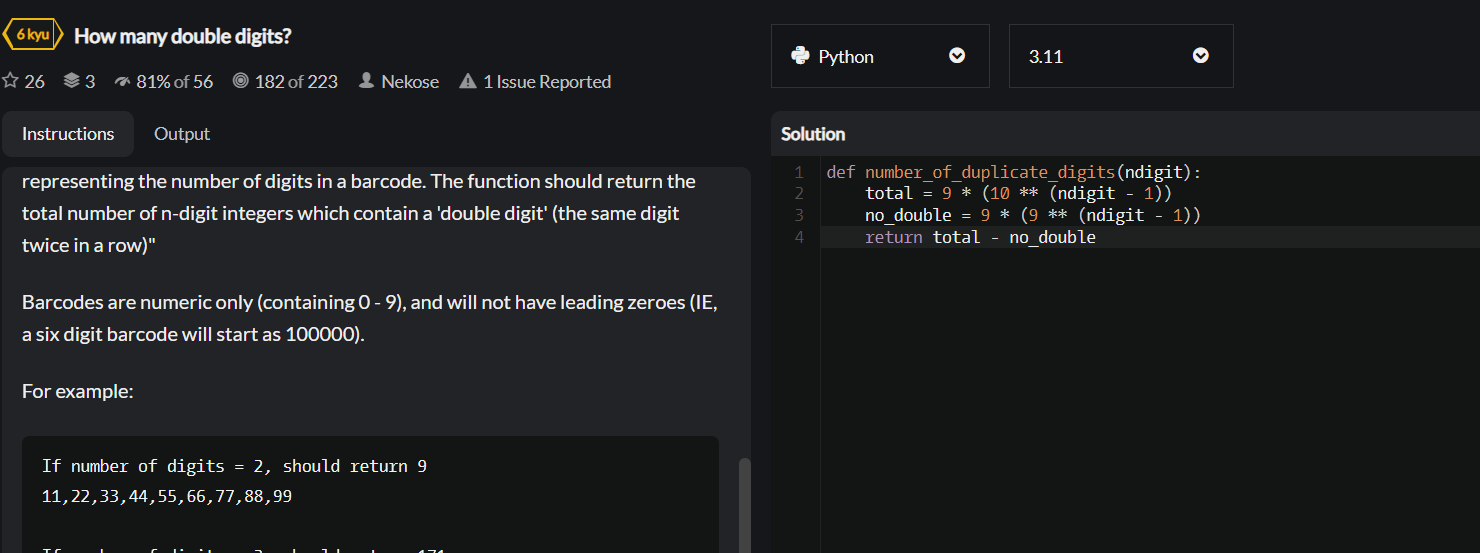 6 kyu How many double digits?
26 3 81% of 56 182 of 223 Nekose 1 Issue Reported
Instructions Output
representing the number of digits in a barcode. The function should return the
total number of n-digit integers which contain a 'double digit' (the same digit
twice in a row)"
Barcodes are numeric only (containing 0 - 9), and will not have leading zeroes (IE,
a six digit barcode will start as 100000).
For example:
If number of digits = 2, should return 9
11,22,33,44,55,66,77,88,99
Python 3.11
Solution
1 def number_of_duplicate_digits(ndigit):
2 total = 9 * (10 ** (ndigit - 1))
3 no_double = 9 * (9 ** (ndigit - 1))
4 return total - no_double